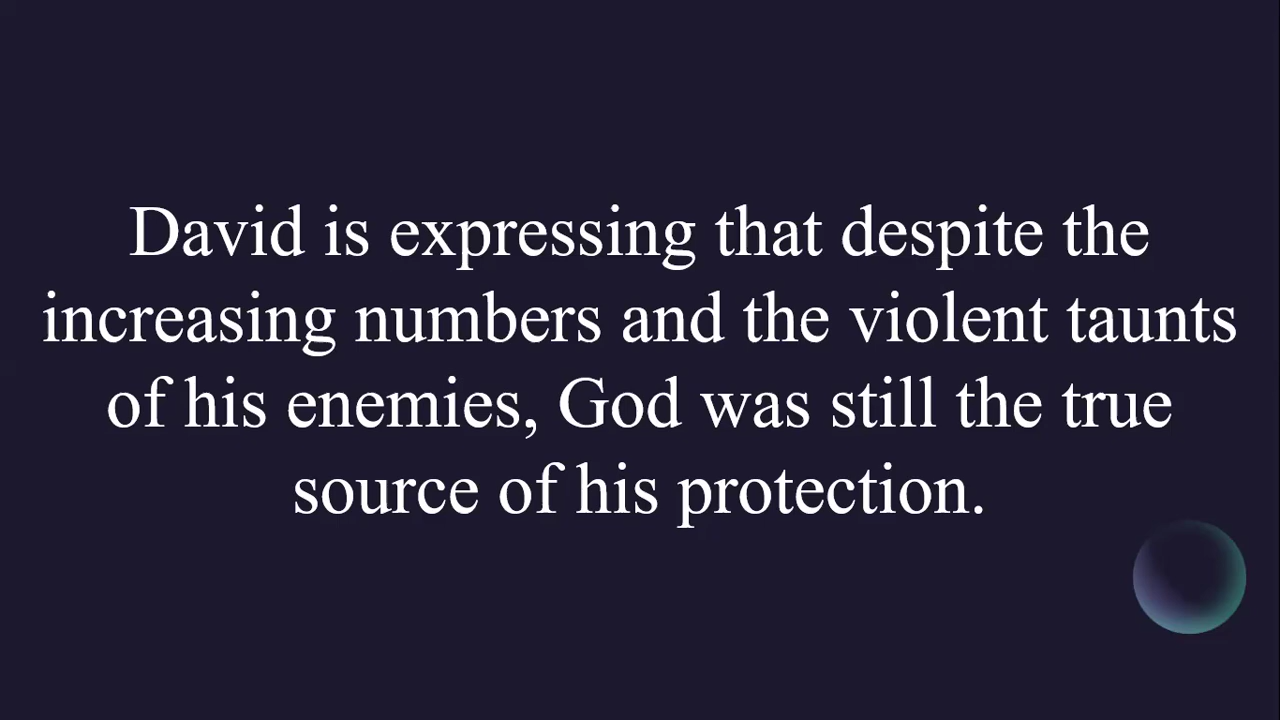 David is expressing that despite the
increasing numbers and the violent taunts
of his enemies, God was still the true
source of his protection.